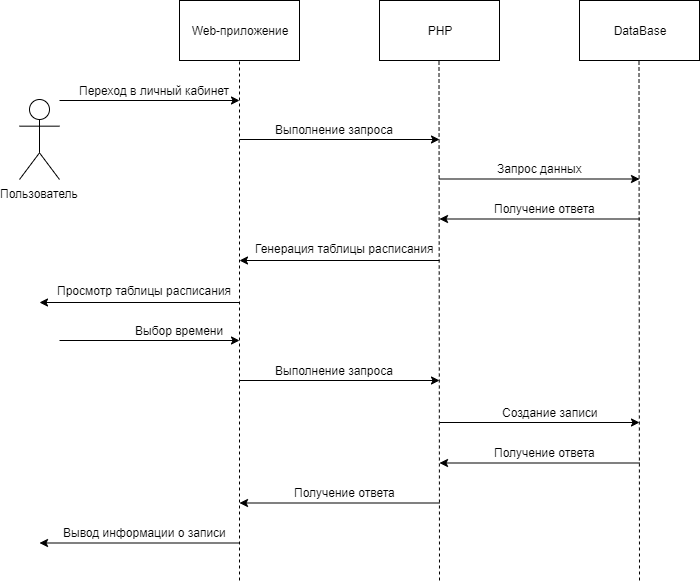 Web-приложение
PHP
DataBase
Переход в личный кабинет
Выполнение запроса
Запрос данных
Пользователь
Получение ответа
Генерация таблицы расписания
Просмотр таблицы расписания
Выбор времени
Выполнение запроса
Создание записи
Получение ответа
Получение ответа
Вывод информации о записи